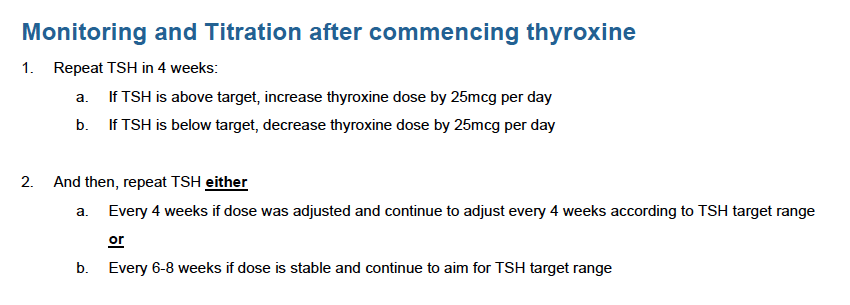 Monitoring and Titration after commencing thyroxine
1. Repeat TSH in 4 weeks:
a. If TSH is above target, increase thyroxine dose by 25mcg per day
b. If TSH is below target, decrease thyroxine dose by 25mcg per day
2. And then, repeat TSH either
a. Every 4 weeks if dose was adjusted and continue to adjust every 4 weeks according to TSH target range
or
b. Every 6-8 weeks if dose is stable and continue to aim for TSH target range